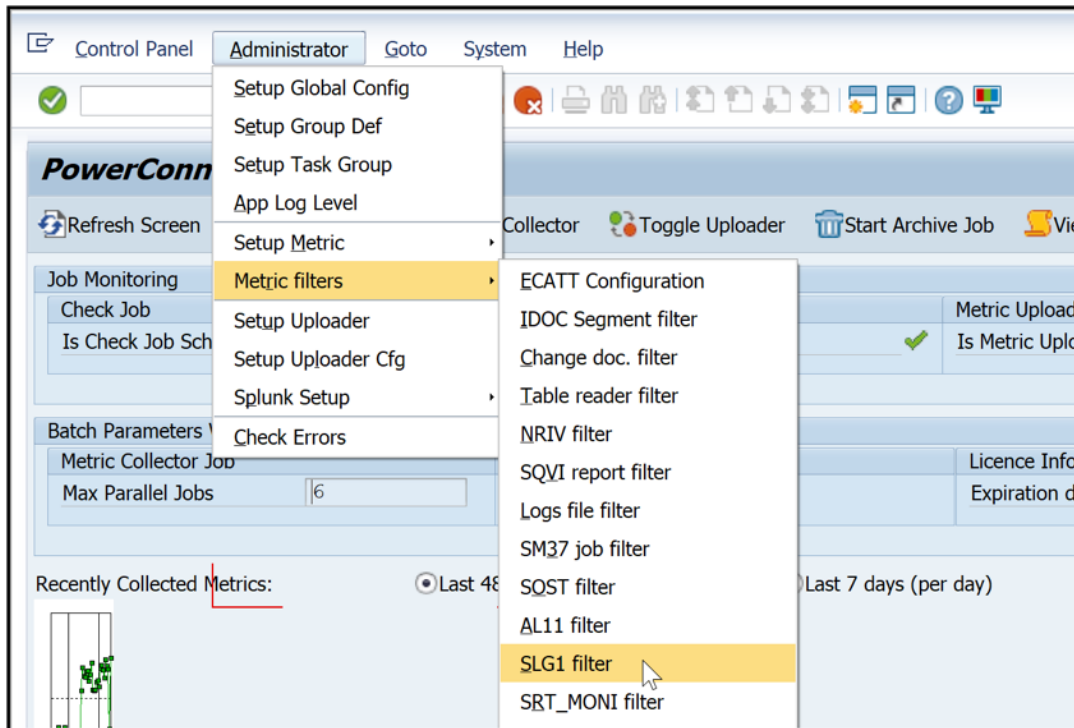 Control Panel Administrator Goto System Help
Setup Global Config
Setup Group Def
Setup Task Group
App Log Level
Setup Metric
Metric filters
Setup Uploader
Setup Uploader Cfg
Splunk Setup
Check Errors
ECATT Configuration
IDOC Segment filter
Change doc. filter
Table reader filter
NRIV filter
SQVI report filter
Logs file filter
SM37 job filter
SOST filter
AL11 filter
SLG1 filter
SRT_MONI filter
PowerConn
Refresh Screen Collector Toggle Uploader Start Archive Job Vie
Job Monitoring
Check Job Metric Upload
Is Check Job Sch Is Metric Uplo
Batch Parameters
Metric Collector Job Licence Info
Max Parallel Jobs 6 Expiration d
Recently Collected Metrics: Last 48 Last 7 days (per day)